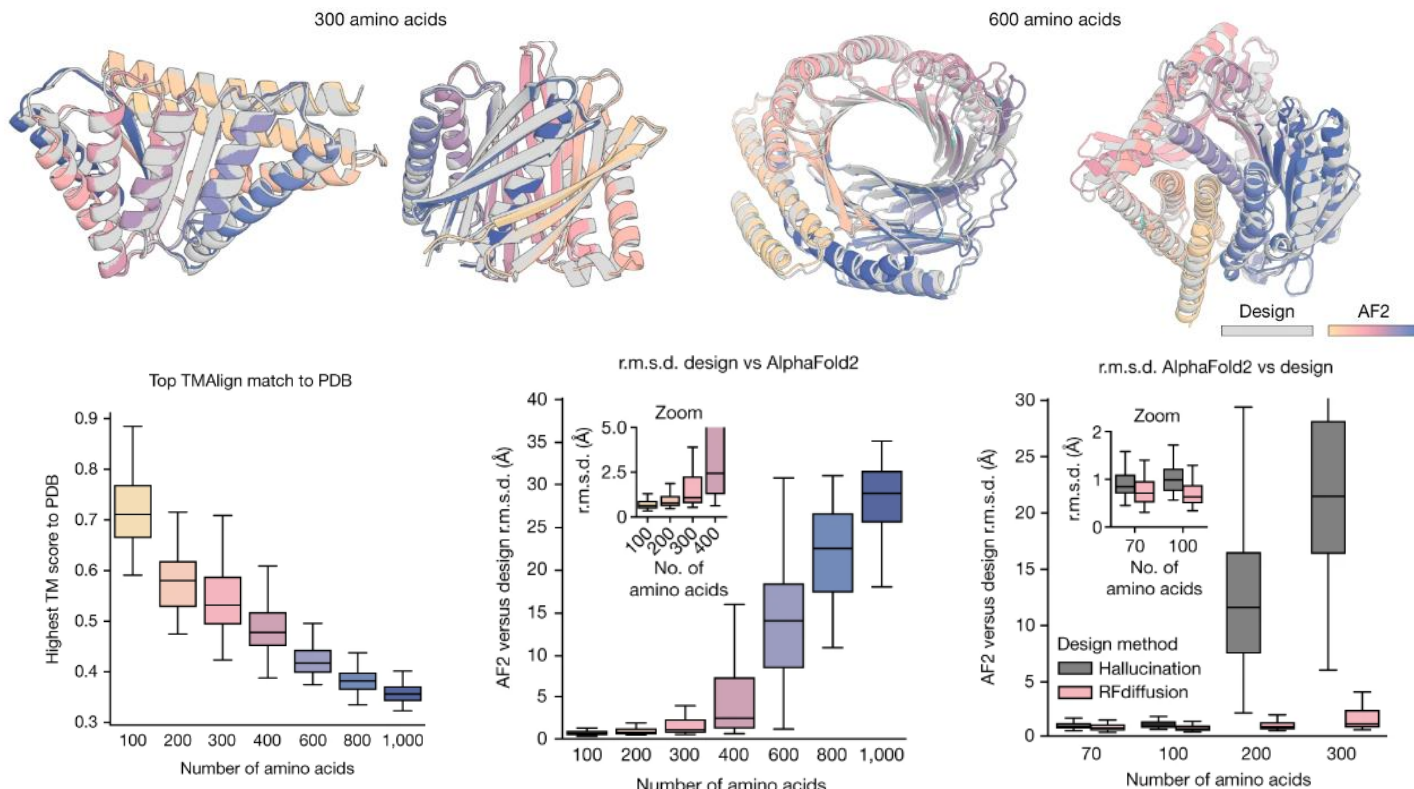 300 amino acids
600 amino acids
Design
AF2
Top TMAlign match to PDB
Highest TM score to PDB
0.9
0.8
0.7
0.6
0.5
0.4
0.3
100 200 300 400 600 800 1,000
Number of amino acids
r.m.s.d. design vs AlphaFold2
AF2 versus design r.m.s.d. (Å)
40
35
30
25
20
15
10
5
0
Zoom
r.m.s.d. (Å)
5.0
2.5
0
100 200 300 400
No. of
amino acids
100 200 300 400 600 800 1,000
Number of amino acids
r.m.s.d. AlphaFold2 vs design
AF2 versus design r.m.s.d. (Å)
30
25
20
15
10
5
0
Zoom
r.m.s.d. (Å)
2
1
0
70 100
No. of
amino acids
Design method
Hallucination
RFdiffusion
70 100 200 300
Number of amino acids